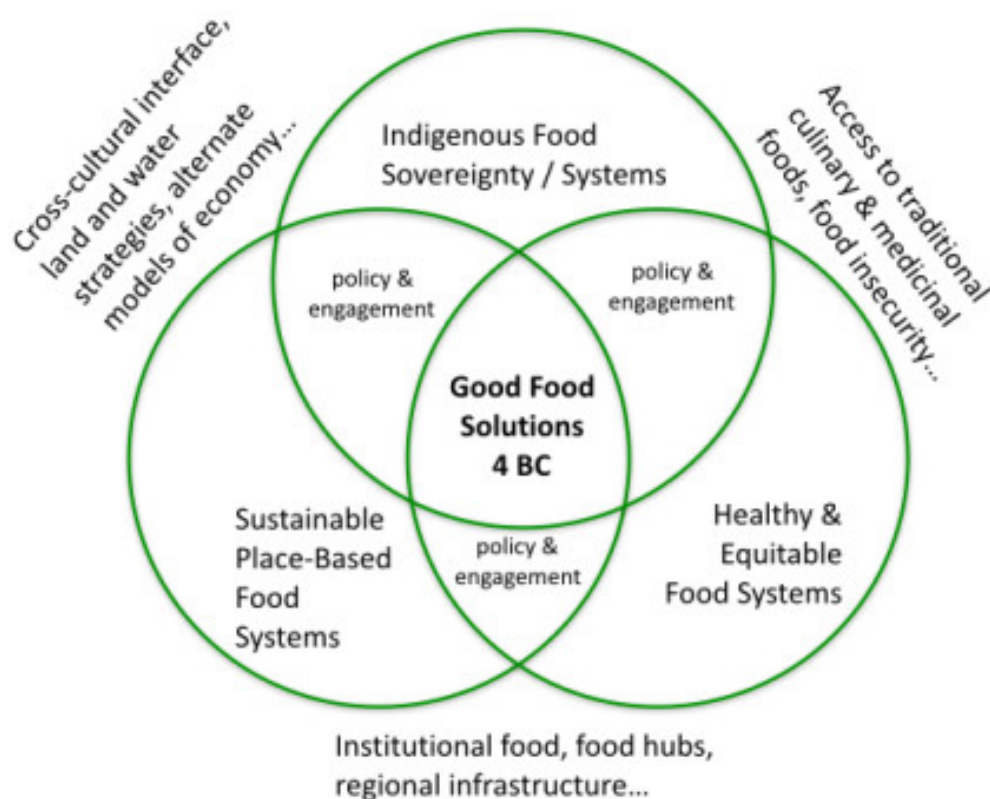 Cross-cultural interface,
land and water
strategies, alternate
models of economy...
Access to traditional
culinary & medicinal
foods, food insecurity...
Indigenous Food
Sovereignty / Systems
policy &
engagement
policy &
engagement
Good Food
Solutions
4 BC
Sustainable
Place-Based
Food
Systems
policy &
engagement
Healthy &
Equitable
Food Systems
Institutional food, food hubs,
regional infrastructure...